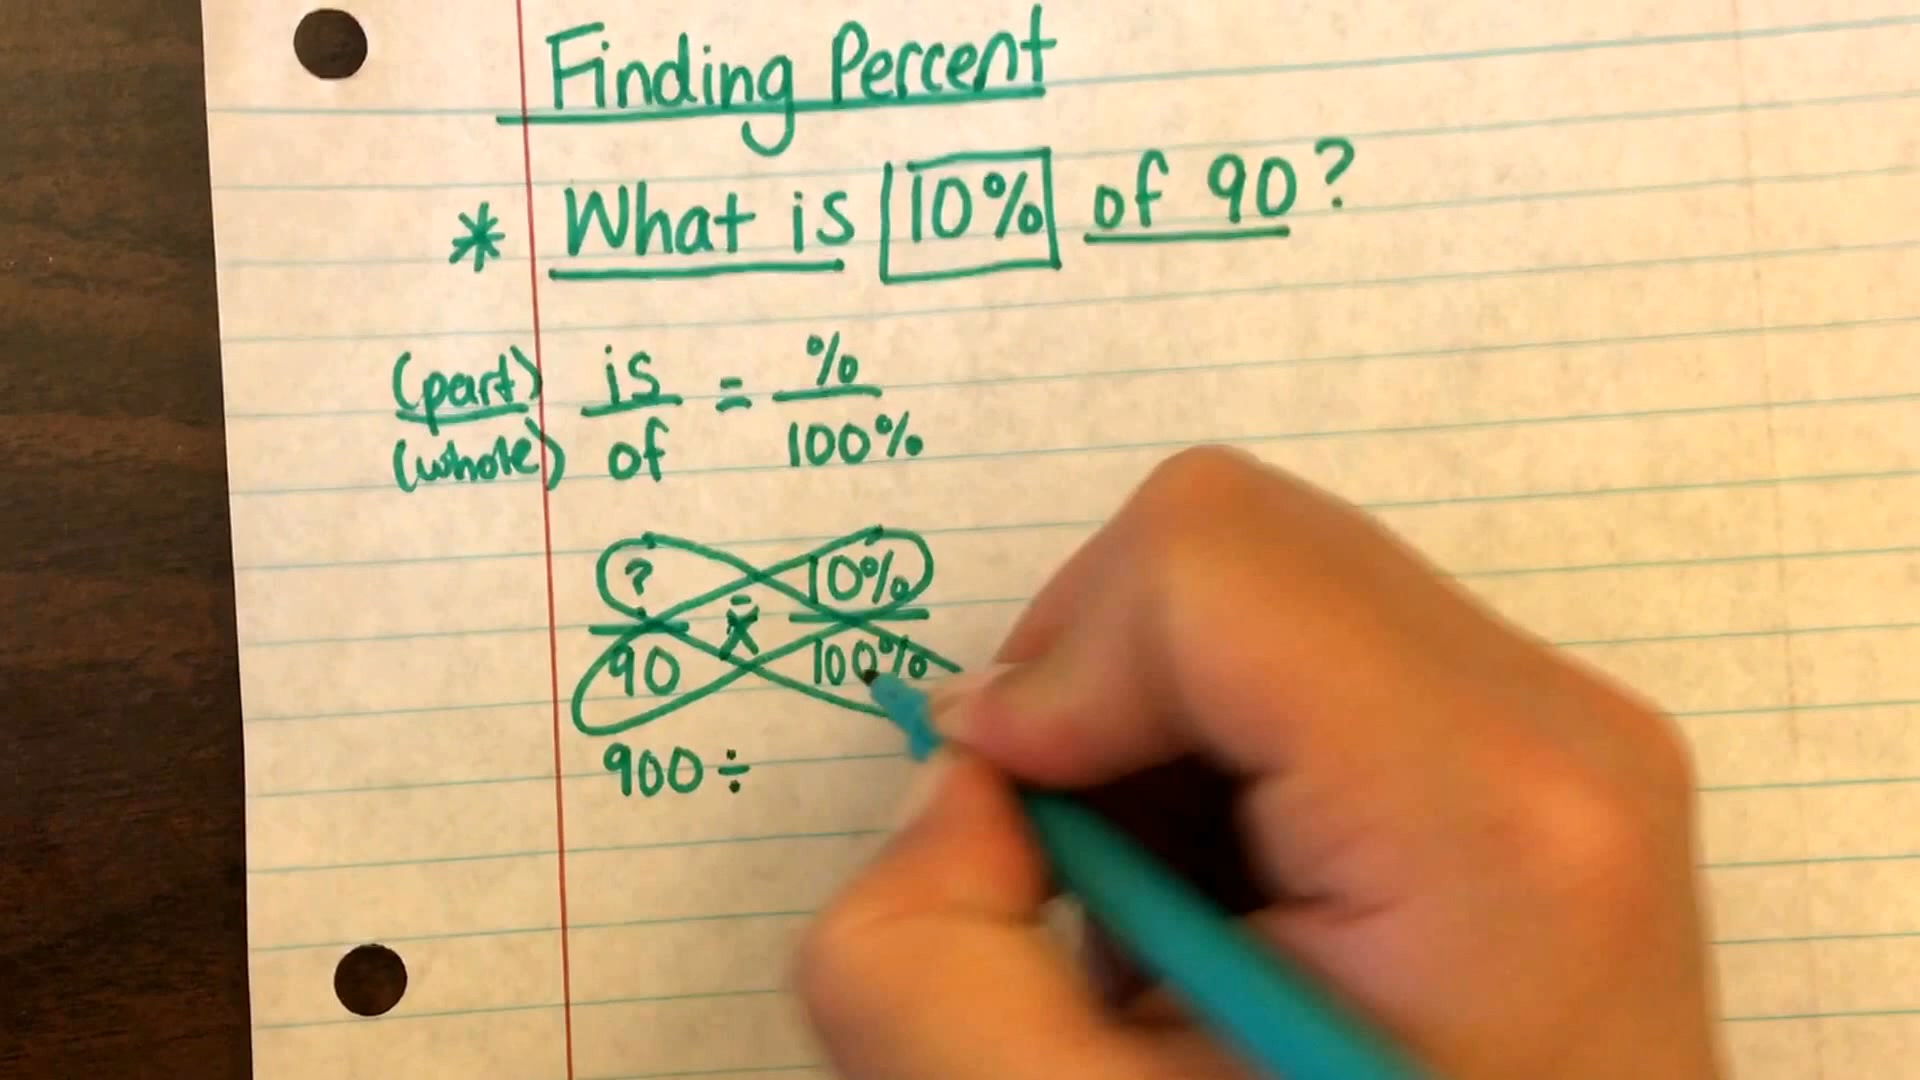 Finding Percent
* What is 10% of 90?
(part) is = %
(whole) of 100%
? 10%
x
90 100%
900 ÷